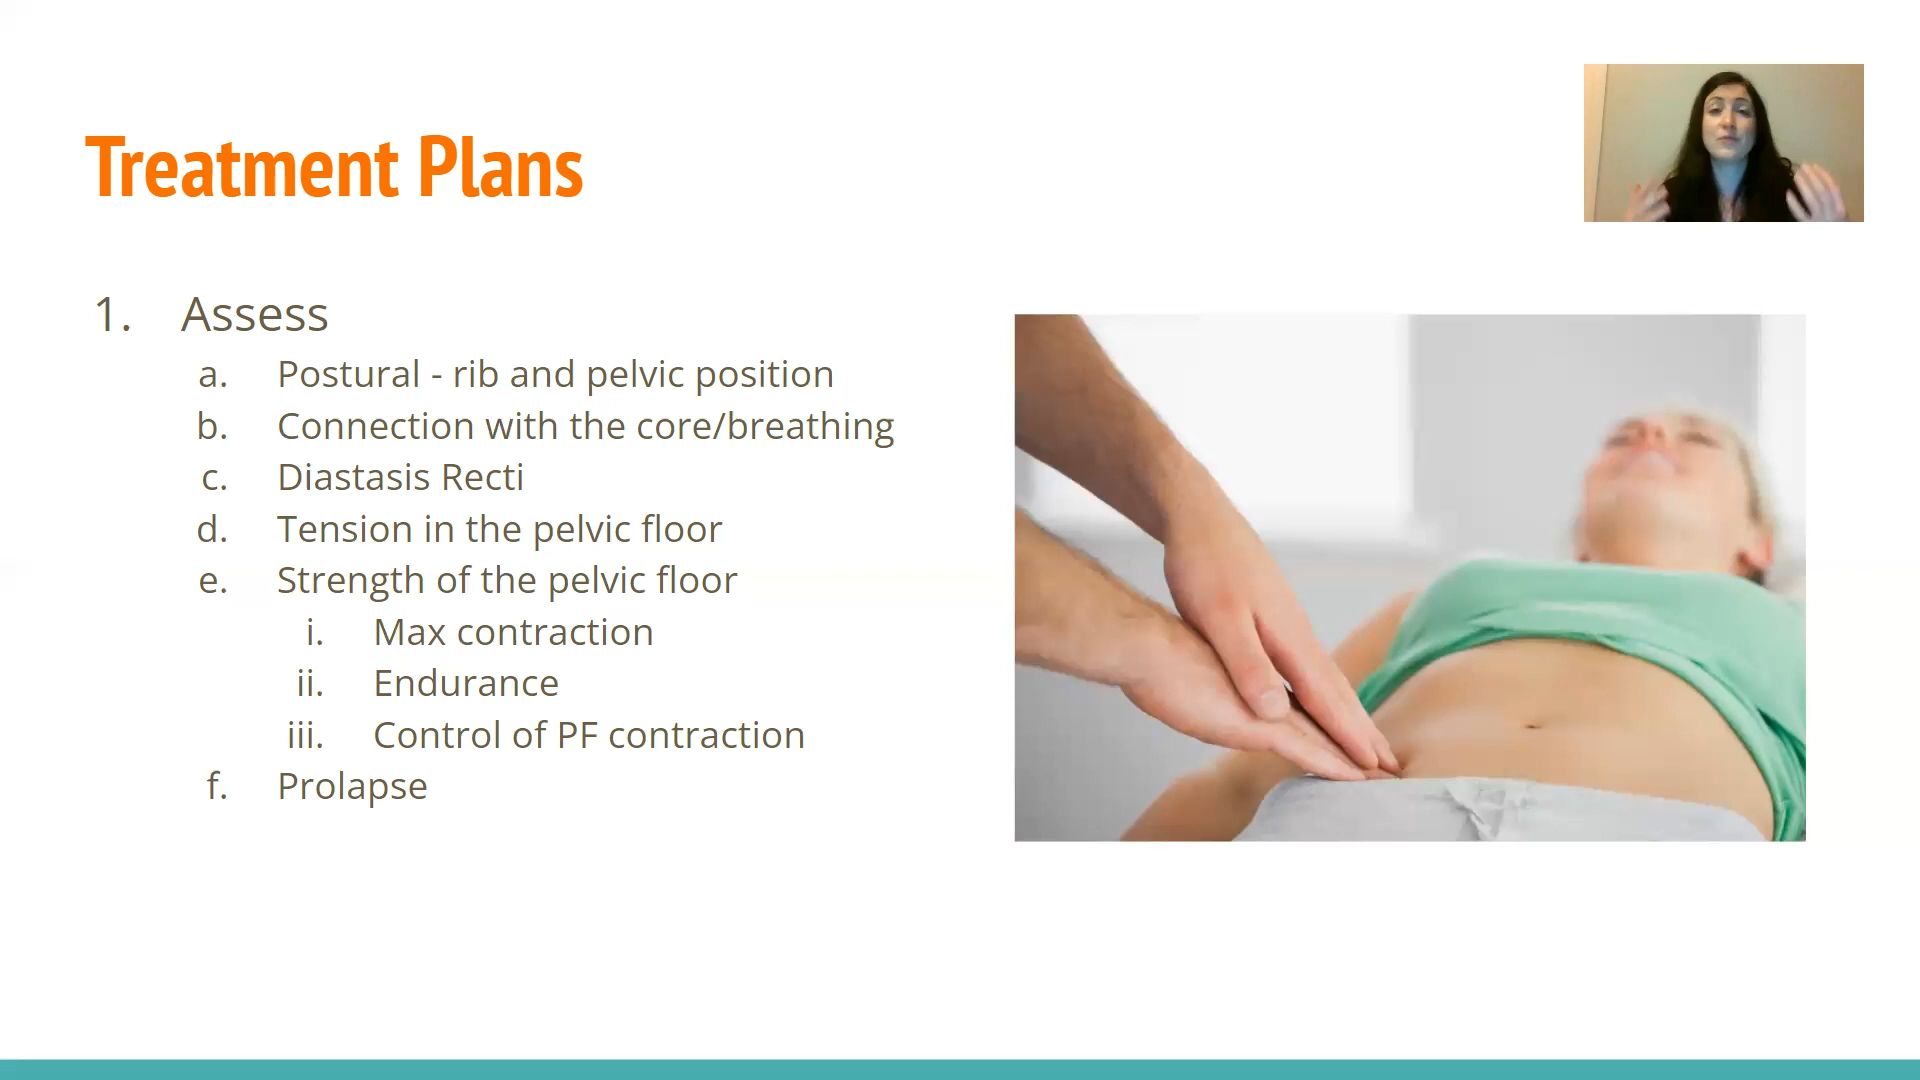 Treatment Plans
1. Assess
a. Postural - rib and pelvic position
b. Connection with the core/breathing
c. Diastasis Recti
d. Tension in the pelvic floor
e. Strength of the pelvic floor
i. Max contraction
ii. Endurance
iii. Control of PF contraction
f. Prolapse